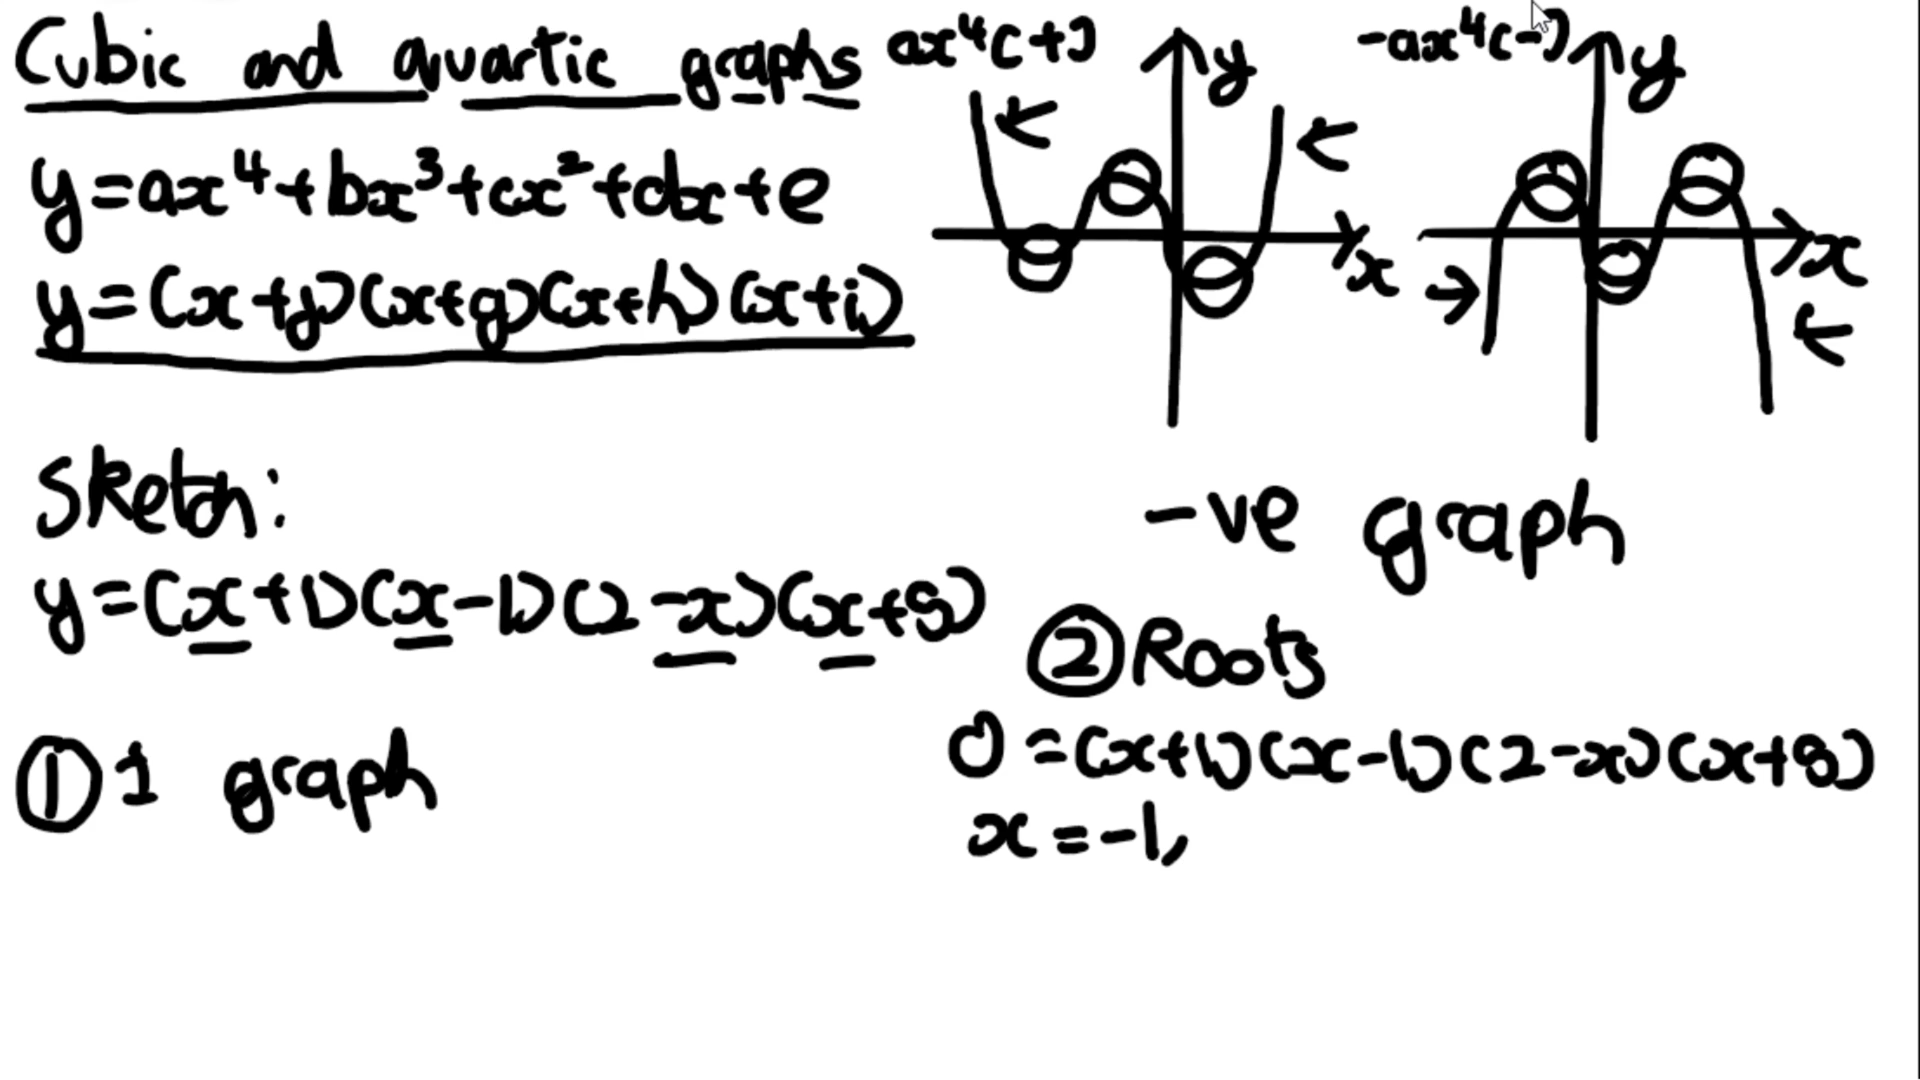 Cubic and quartic graphs
y=ax⁴+bx³+cx²+dx+e
y=(x+y)(x+g)(x+h)(x+i)
ax⁴(+)
y
x
-ax⁴(-)
y
x
Sketch:
y=(x+1)(x-1)(2-x)(x+8)
① 1 graph
-ve graph
② Roots
0=(x+1)(x-1)(2-x)(x+8)
x=-1,